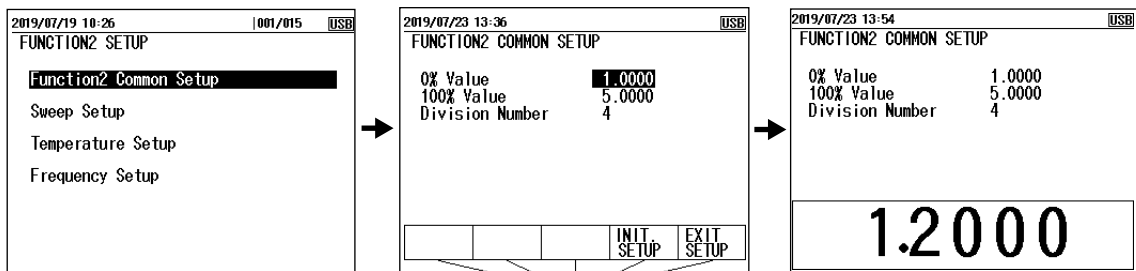 2019/07/19 10:26 |001/015 USB
FUNCTION2 SETUP
Function2 Common Setup
Sweep Setup
Temperature Setup
Frequency Setup
2019/07/23 13:36 USB
FUNCTION2 COMMON SETUP
0% Value 1.0000
100% Value 5.0000
Division Number 4
INIT. SETUP EXIT SETUP
2019/07/23 13:54 USB
FUNCTION2 COMMON SETUP
0% Value 1.0000
100% Value 5.0000
Division Number 4
1.2000